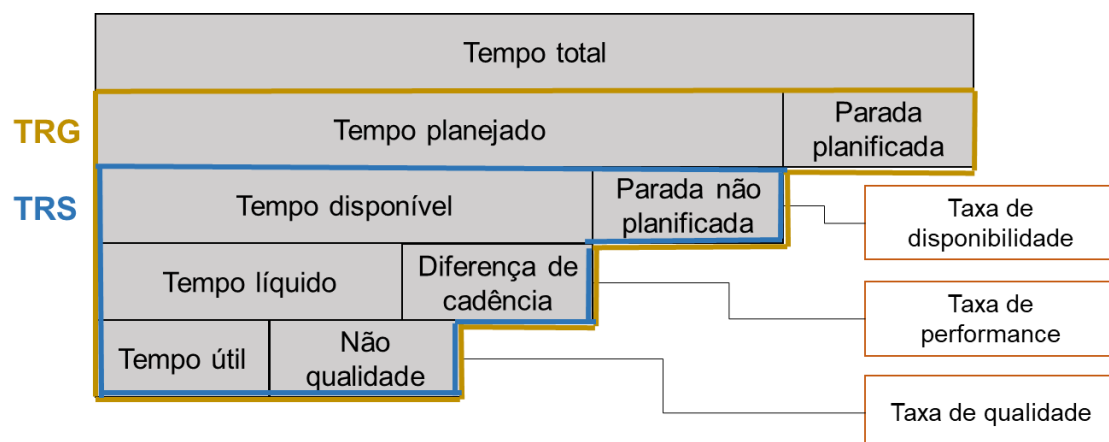 Tempo total
TRG
Tempo planejado
Parada
planificada
TRS
Tempo disponível
Parada não
planificada
Taxa de
disponibilidade
Tempo líquido
Diferença de
cadência
Taxa de
performance
Tempo útil
Não
qualidade
Taxa de qualidade